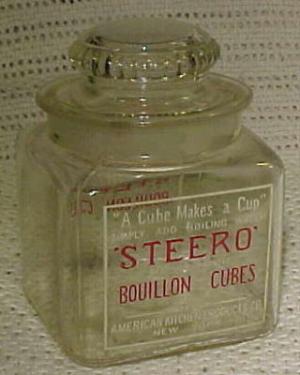 "A Cube Makes a Cup"
SIMPLY ADD BOILING WATER
"STEERO"
BOUILLON CUBES
AMERICAN KITCHEN PRODUCTS CO.
NEW